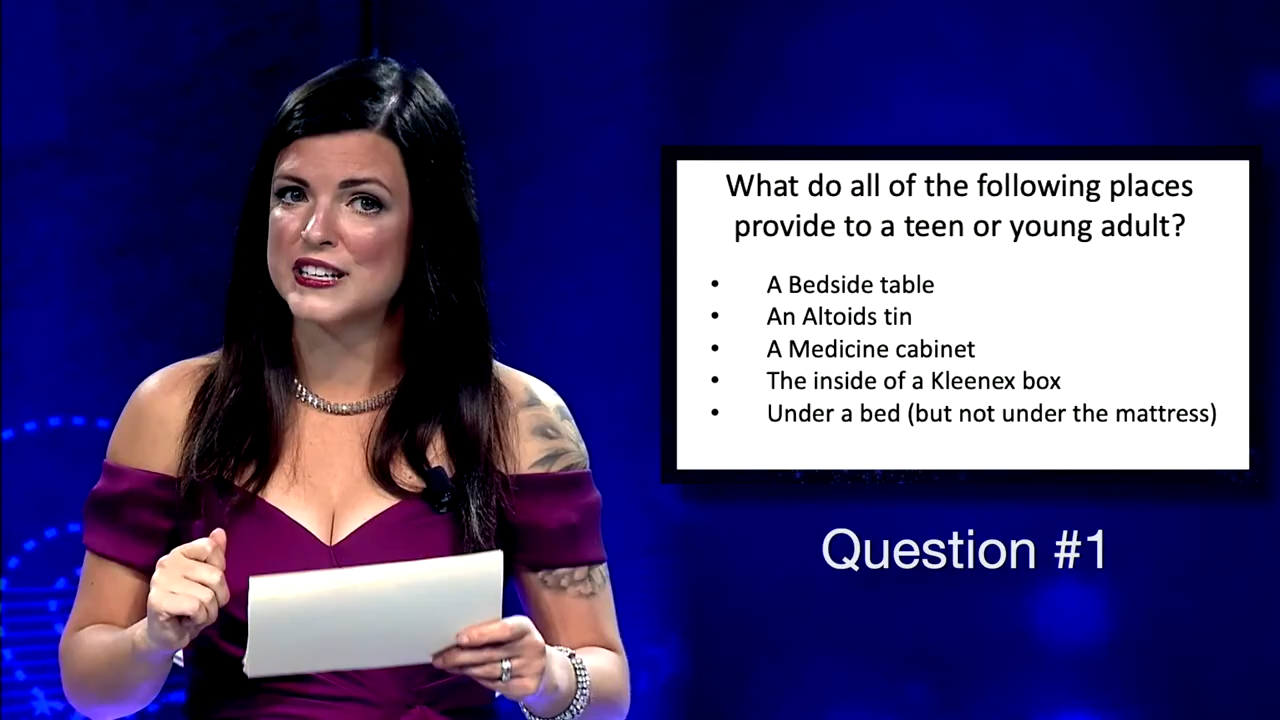 What do all of the following places
provide to a teen or young adult?
• A Bedside table
• An Altoids tin
• A Medicine cabinet
• The inside of a Kleenex box
• Under a bed (but not under the mattress)
Question #1